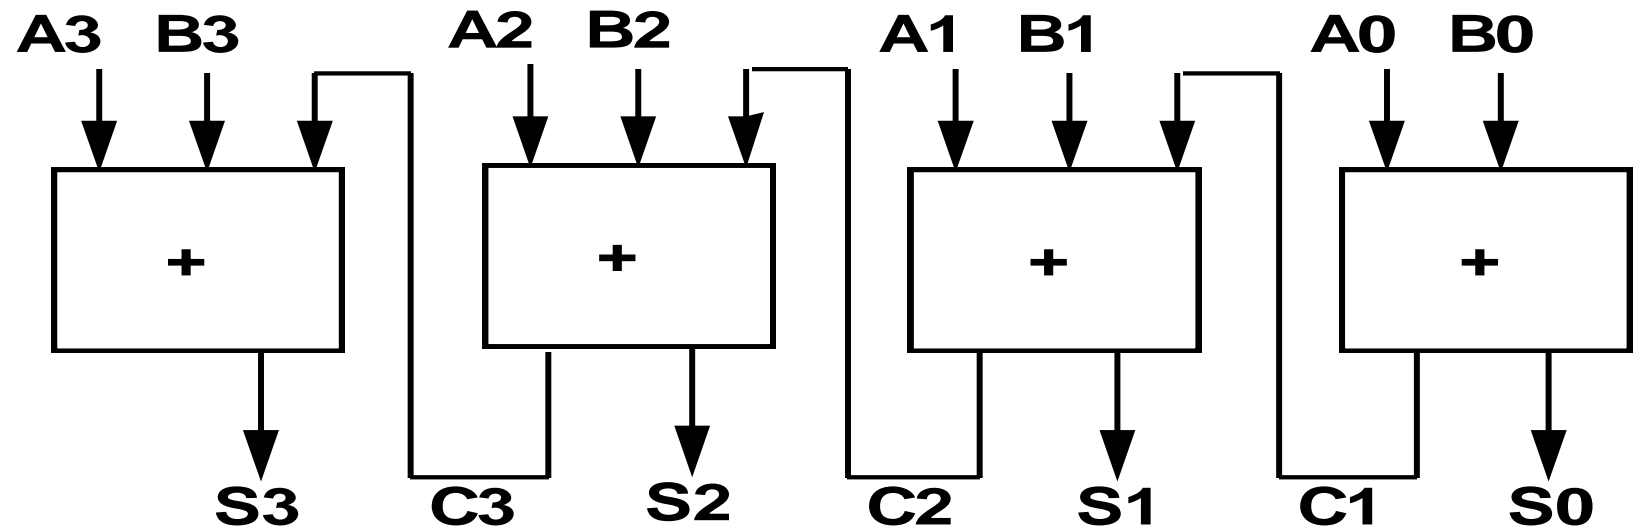 A3 B3 A2 B2 A1 B1 A0 B0
+ + + +
S3 C3 S2 C2 S1 C1 S0